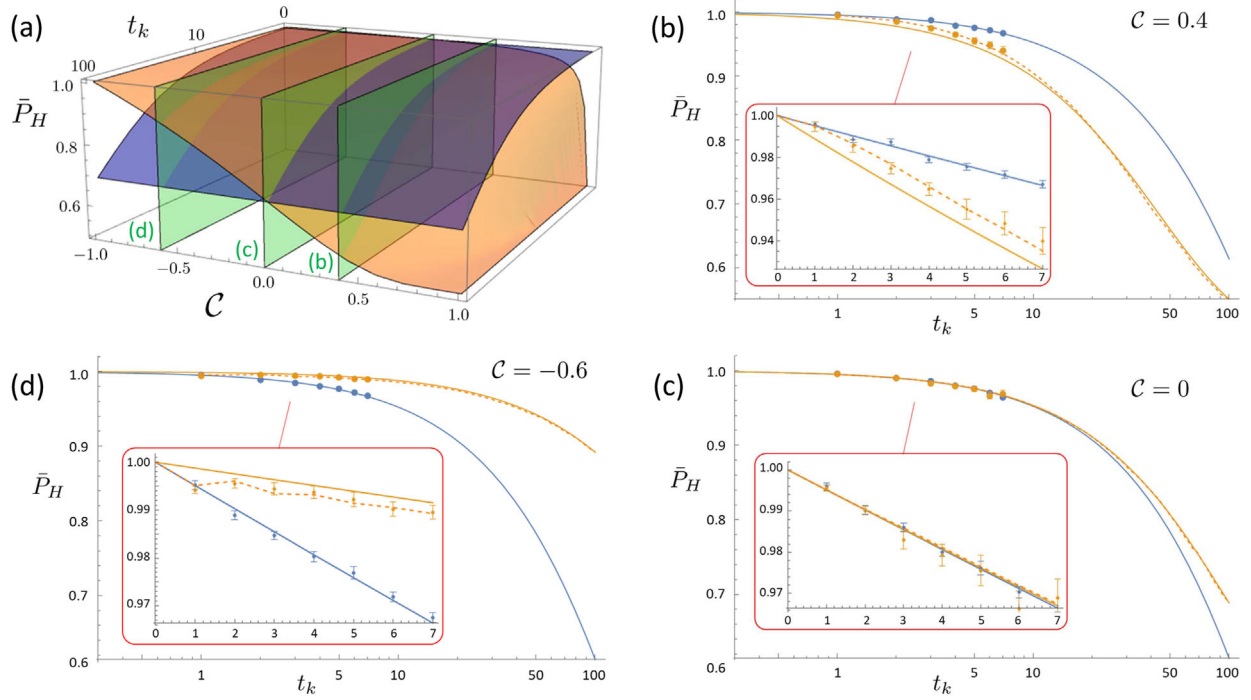 (a)
t_k
0
10
100
1.0
P̄_H
0.8
0.6
(d)
(c)
(b)
−1.0
−0.5
0.0
0.5
1.0
C
(b)
C = 0.4
1.0
0.9
P̄_H
0.8
0.7
0.6
1.00
0.98
0.96
0.94
0 1 2 3 4 5 6 7
1 5 10 50 100
t_k
(d)
C = −0.6
1.0
0.9
P̄_H
0.8
0.7
0.6
1.00
0.99
0.98
0.97
0 1 2 3 4 5 6 7
1 5 10 50 100
t_k
(c)
C = 0
1.0
0.9
P̄_H
0.8
0.7
0.6
1.00
0.99
0.98
0.97
0 1 2 3 4 5 6 7
1 5 10 50 100
t_k